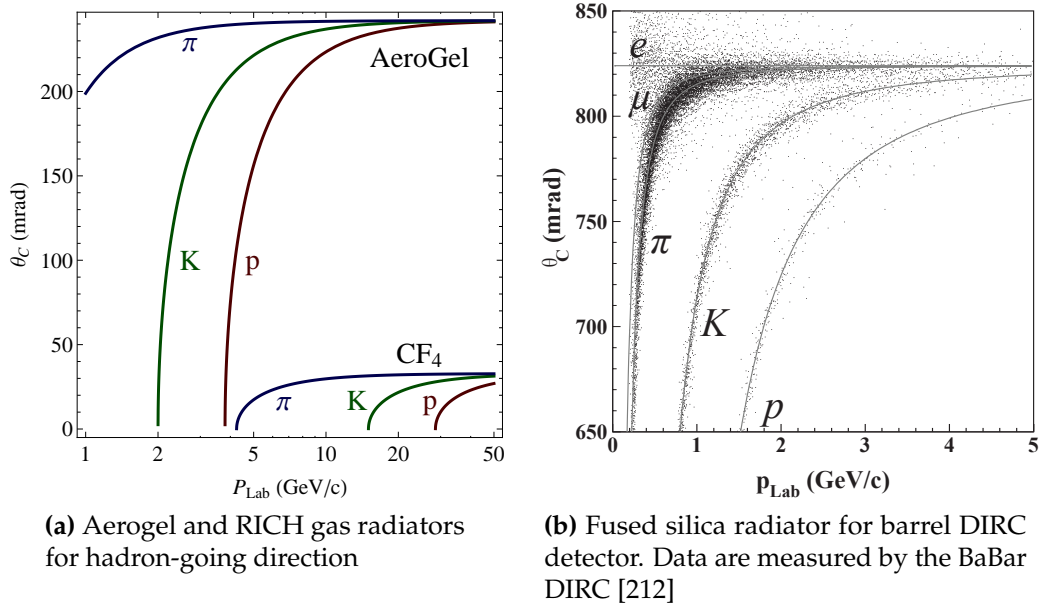 π
AeroGel
K
p
CF₄
π
K
p
θ_C (mrad)
0
50
100
150
200
1 2 5 10 20 50
P_Lab (GeV/c)
(a) Aerogel and RICH gas radiators
for hadron-going direction
e
μ
π
K
p
θ_C (mrad)
850
800
750
700
650
0 1 2 3 4 5
p_Lab (GeV/c)
(b) Fused silica radiator for barrel DIRC
detector. Data are measured by the BaBar
DIRC [212]